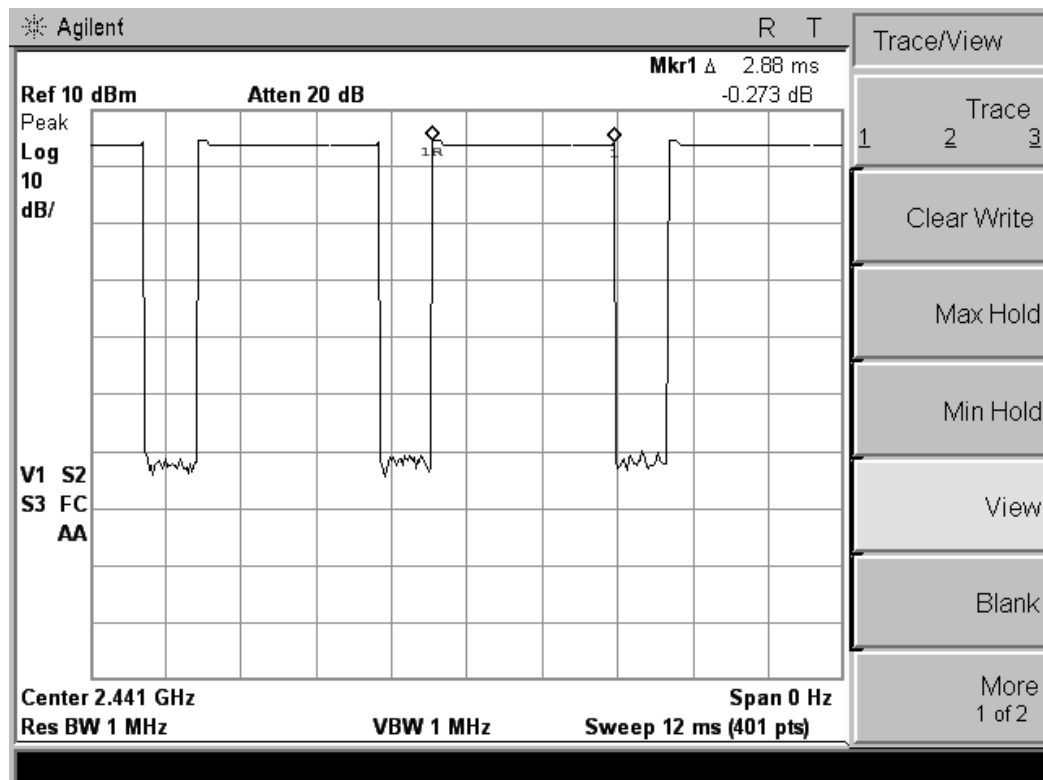 Agilent R T
Mkr1 Δ 2.88 ms
Ref 10 dBm Atten 20 dB -0.273 dB
Peak
Log
10
dB/
1R
1
V1 S2
S3 FC
AA
Center 2.441 GHz Span 0 Hz
Res BW 1 MHz VBW 1 MHz Sweep 12 ms (401 pts)
Trace/View
Trace
1 2 3
Clear Write
Max Hold
Min Hold
View
Blank
More
1 of 2